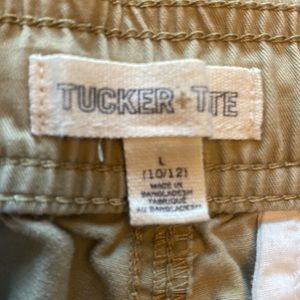 TUCKER+TATE
L
(10/12)
MADE IN
BANGLADESH
FABRIQUE
AU BANGLADESH